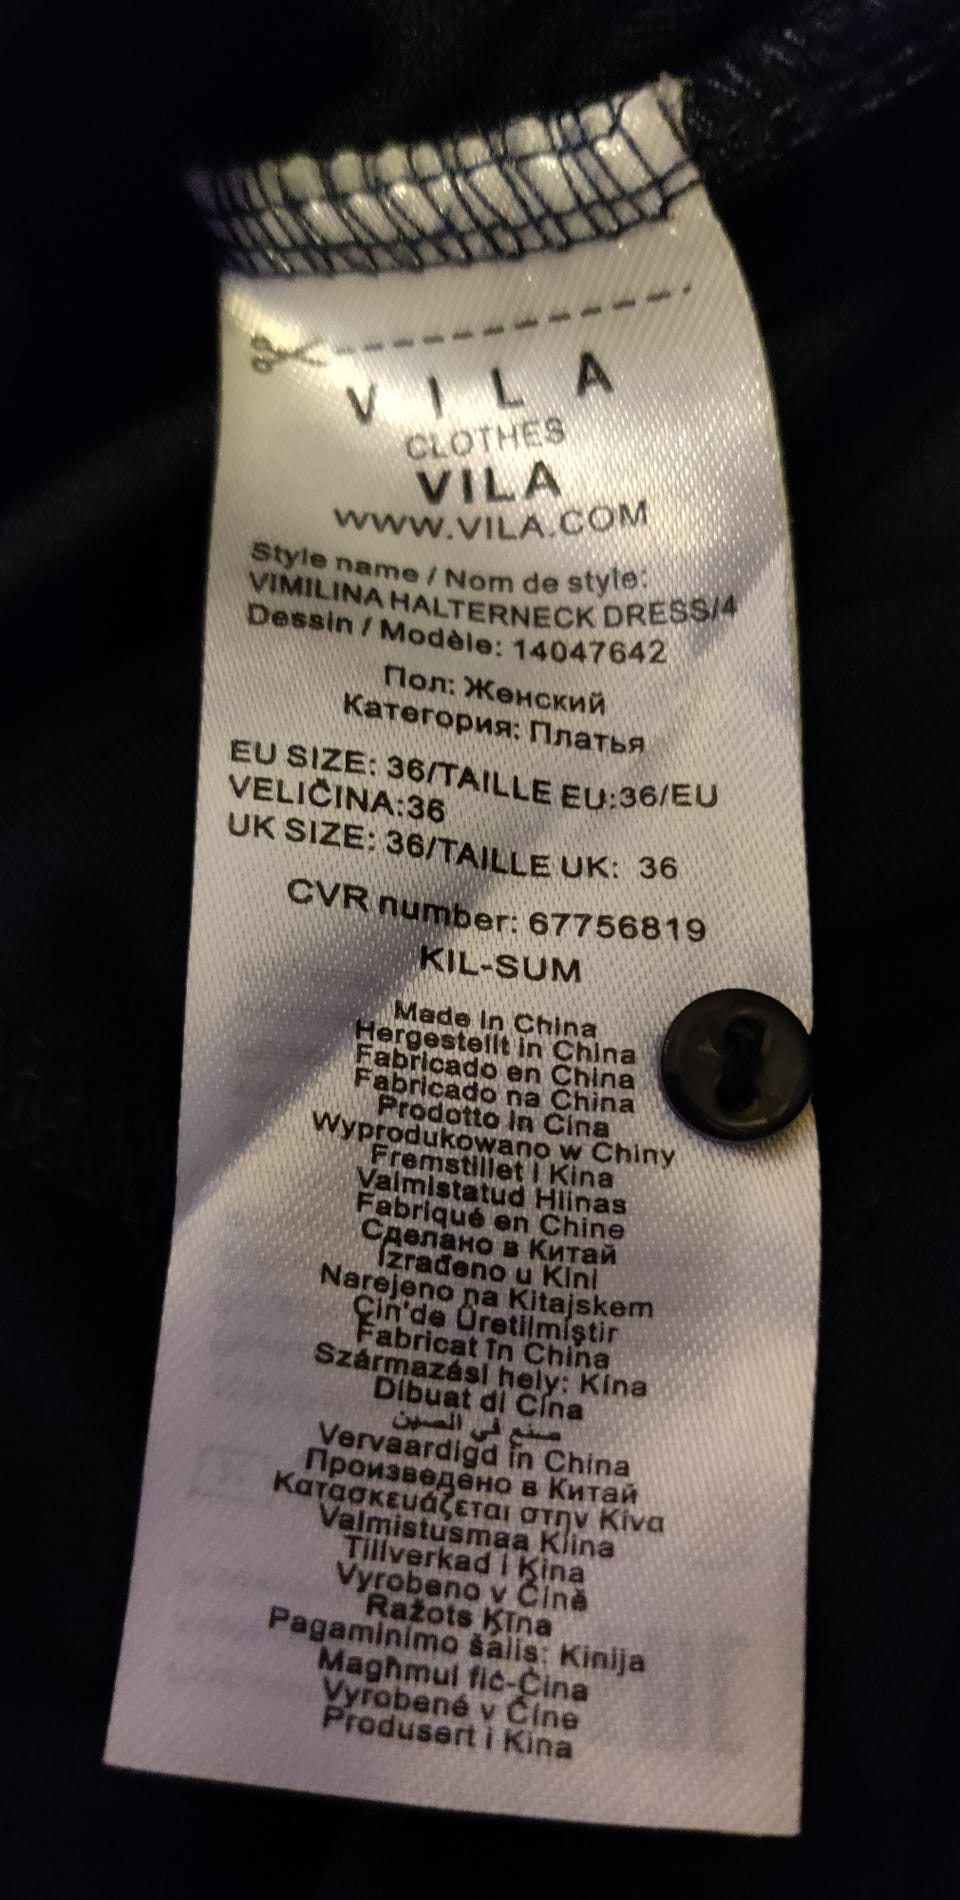 V I L A
CLOTHES
VILA
WWW.VILA.COM
Style name / Nom de style:
VIMILINA HALTERNECK DRESS/4
Dessin / Modèle: 14047642
Пол: Женский
Категория: Платья
EU SIZE: 36/TAILLE EU:36/EU
VELIČINA:36
UK SIZE: 36/TAILLE UK: 36
CVR number: 67756819
KIL-SUM
Made in China
Hergestellt in China
Fabricado en China
Fabricado na China
Prodotto in Cina
Wyprodukowano w Chiny
Fremstillet i Kina
Valmistatud Hiinas
Fabriqué en Chine
Сделано в Китай
Izrađeno u Kini
Narejeno na Kitajskem
Çin'de Üretilmiştir
Fabricat în China
Származási hely: Kína
Dibuat di Cina
صنع في الصين
Vervaardigd in China
Произведено в Китай
Κατασκευάζεται στην Κίνα
Valmistusmaa Kiina
Tillverkad i Kina
Vyrobeno v Číně
Ražots Ķīna
Pagaminimo šalis: Kinija
Magħmul fiċ-Ċina
Vyrobené v Číne
Produsert i Kina